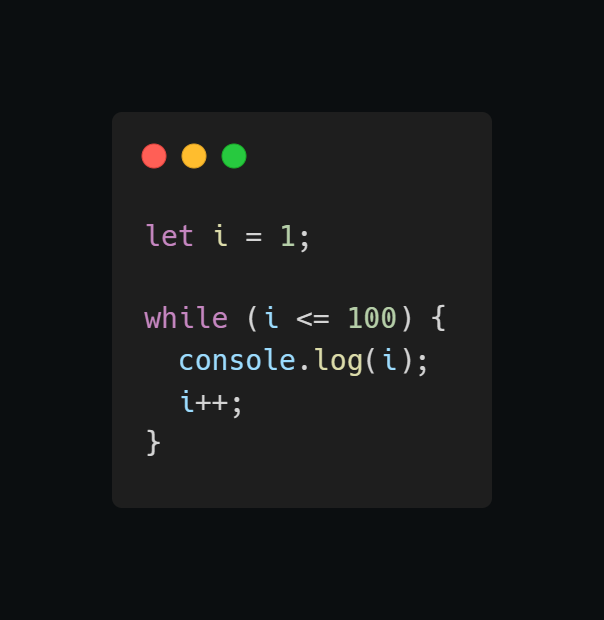 let i = 1;
while (i <= 100) {
  console.log(i);
  i++;
}